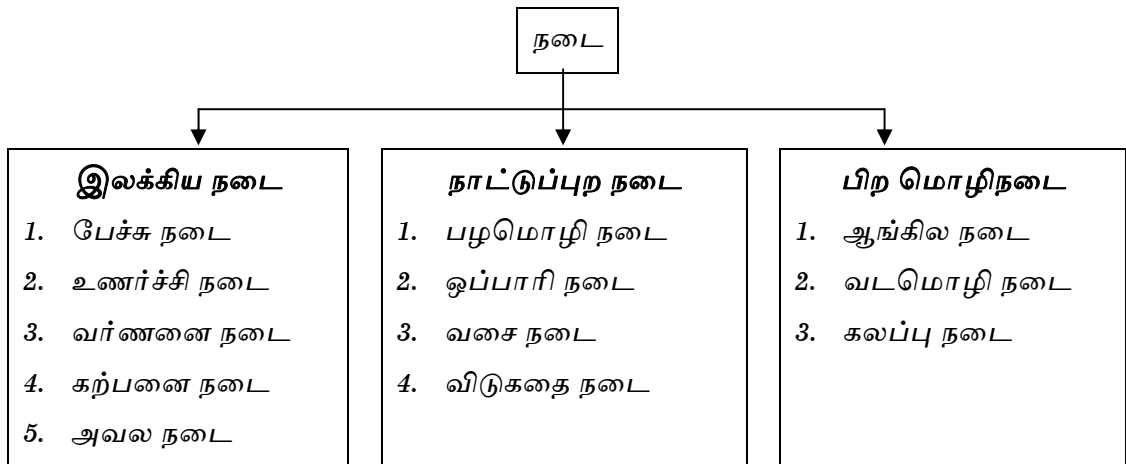 நடை
இலக்கிய நடை
1. பேச்சு நடை
2. உணர்ச்சி நடை
3. வர்ணனை நடை
4. கற்பனை நடை
5. அவல நடை
நாட்டுப்புற நடை
1. பழமொழி நடை
2. ஒப்பாரி நடை
3. வசை நடை
4. விடுகதை நடை
பிற மொழிநடை
1. ஆங்கில நடை
2. வடமொழி நடை
3. கலப்பு நடை